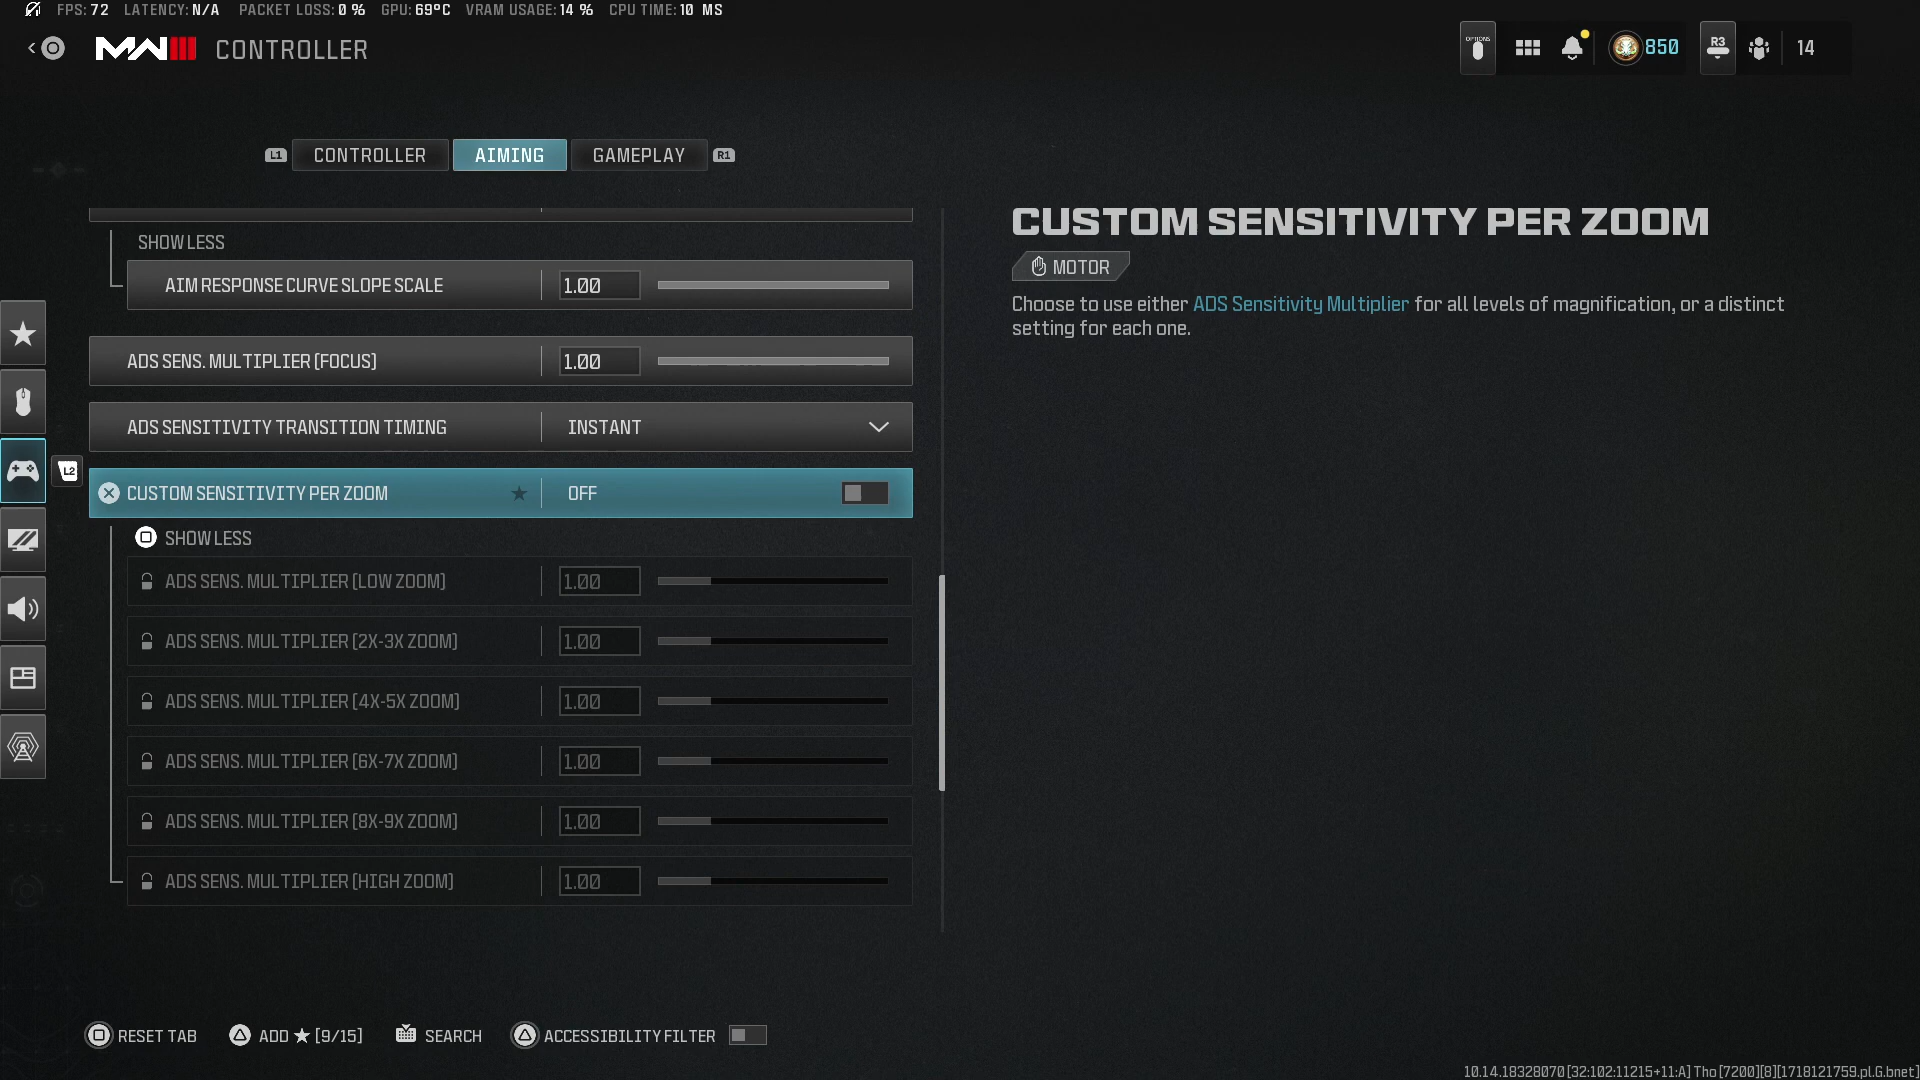 FPS: 72 LATENCY: N/A PACKET LOSS: 0 % GPU: 69°C VRAM USAGE: 14 % CPU TIME: 10 MS
MWIII CONTROLLER
OPTIONS
850
R3
14
L1 CONTROLLER AIMING GAMEPLAY R1
SHOW LESS
AIM RESPONSE CURVE SLOPE SCALE 1.00
ADS SENS. MULTIPLIER (FOCUS) 1.00
ADS SENSITIVITY TRANSITION TIMING INSTANT
L2
CUSTOM SENSITIVITY PER ZOOM OFF
SHOW LESS
ADS SENS. MULTIPLIER (LOW ZOOM) 1.00
ADS SENS. MULTIPLIER (2X-3X ZOOM) 1.00
ADS SENS. MULTIPLIER (4X-5X ZOOM) 1.00
ADS SENS. MULTIPLIER (6X-7X ZOOM) 1.00
ADS SENS. MULTIPLIER (8X-9X ZOOM) 1.00
ADS SENS. MULTIPLIER (HIGH ZOOM) 1.00
CUSTOM SENSITIVITY PER ZOOM
MOTOR
Choose to use either ADS Sensitivity Multiplier for all levels of magnification, or a distinct
setting for each one.
RESET TAB ADD ★ [9/15] SEARCH ACCESSIBILITY FILTER
10.14.18328070 [32:102:11215+11:A] Tho [7200][8][1718121759.pl.G.bnet]